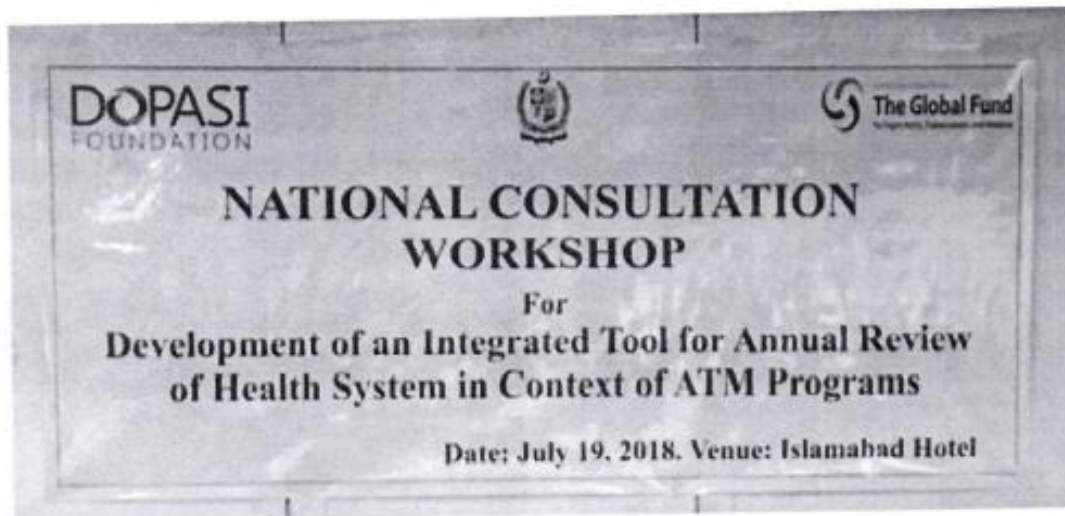 DOPASI
FOUNDATION
The Global Fund
NATIONAL CONSULTATION
WORKSHOP
For
Development of an Integrated Tool for Annual Review
of Health System in Context of ATM Programs
Date: July 19, 2018. Venue: Islamabad Hotel